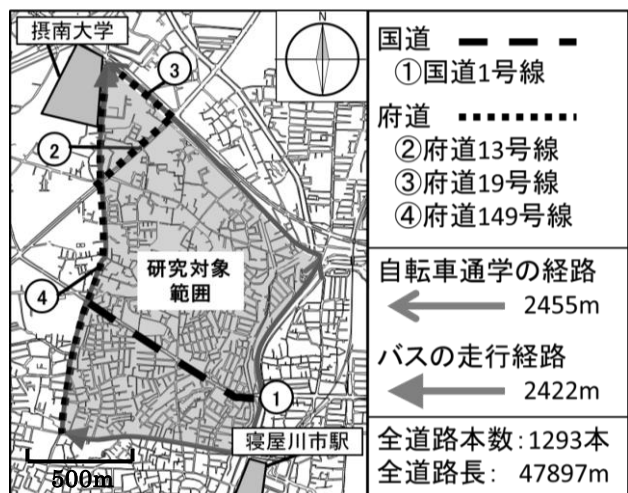 摂南大学
N
③
②
研究対象
範囲
④
①
寝屋川市駅
500m
国道
①国道1号線
府道
②府道13号線
③府道19号線
④府道149号線
自転車通学の経路
2455m
バスの走行経路
2422m
全道路本数:1293本
全道路長: 47897m